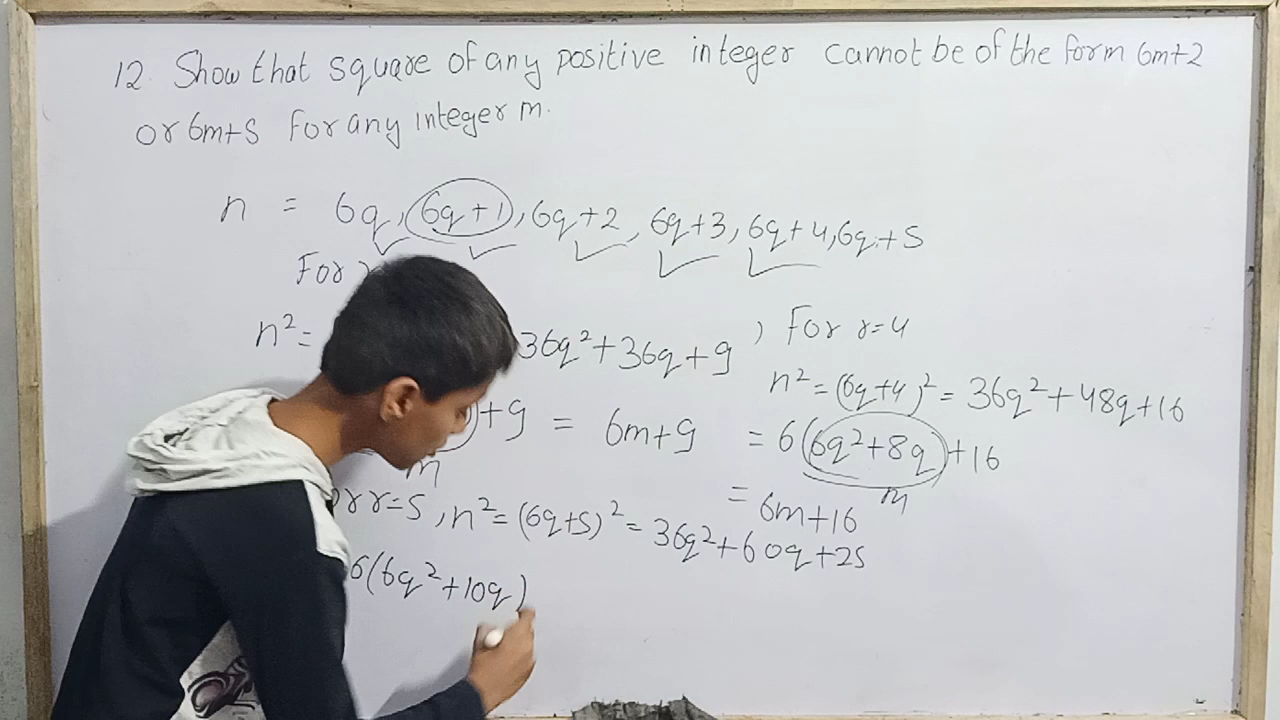 12. Show that square of any positive integer cannot be of the form 6m+2
or 6m+5 for any integer m.
n = 6q, 6q+1, 6q+2, 6q+3, 6q+4, 6q+5
For
n² = 36q²+36q+9
+9 = 6m+9
m
r=5, n²=(6q+5)²= 36q²+60q+25
6(6q²+10q)
, For r=4
n²=(6q+4)²= 36q²+48q+16
= 6(6q²+8q)+16
m
= 6m+16